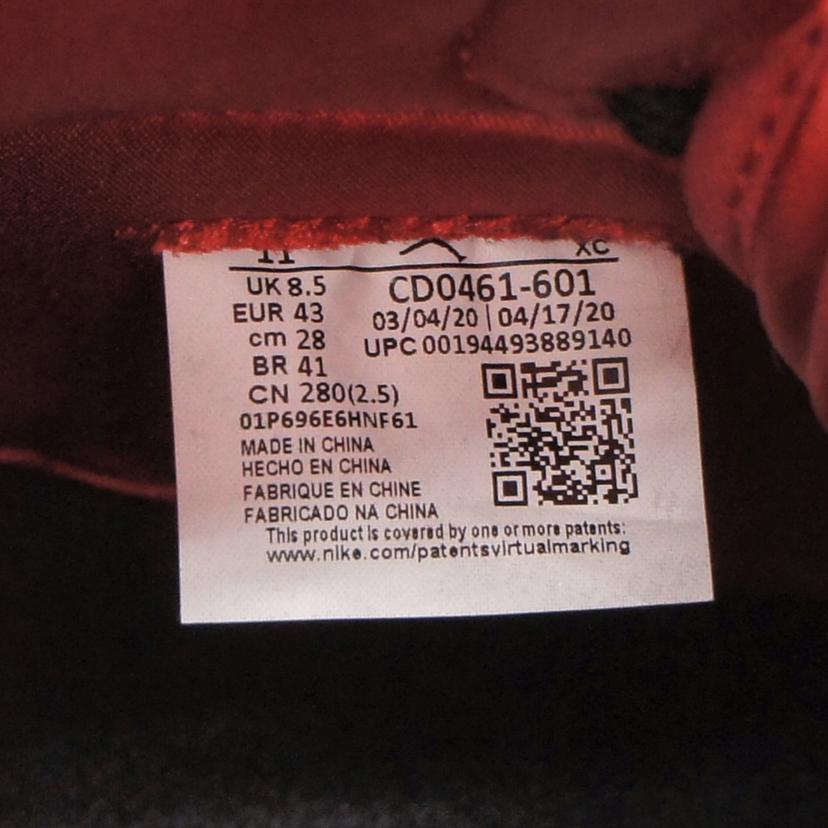 11 XC
UK 8.5
EUR 43
cm 28
BR 41
CN 280(2.5)
01P696E6HNF61
CD0461-601
03/04/20 | 04/17/20
UPC 00194493889140
MADE IN CHINA
HECHO EN CHINA
FABRIQUE EN CHINE
FABRICADO NA CHINA
This product is covered by one or more patents:
www.nike.com/patentsvirtualmarking